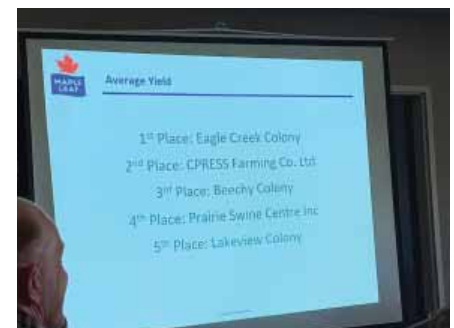 MAPLE
LEAF
Average Yield
1st Place: Eagle Creek Colony
2nd Place: CPRESS Farming Co. Ltd
3rd Place: Beechy Colony
4th Place: Prairie Swine Centre Inc
5th Place: Lakeview Colony